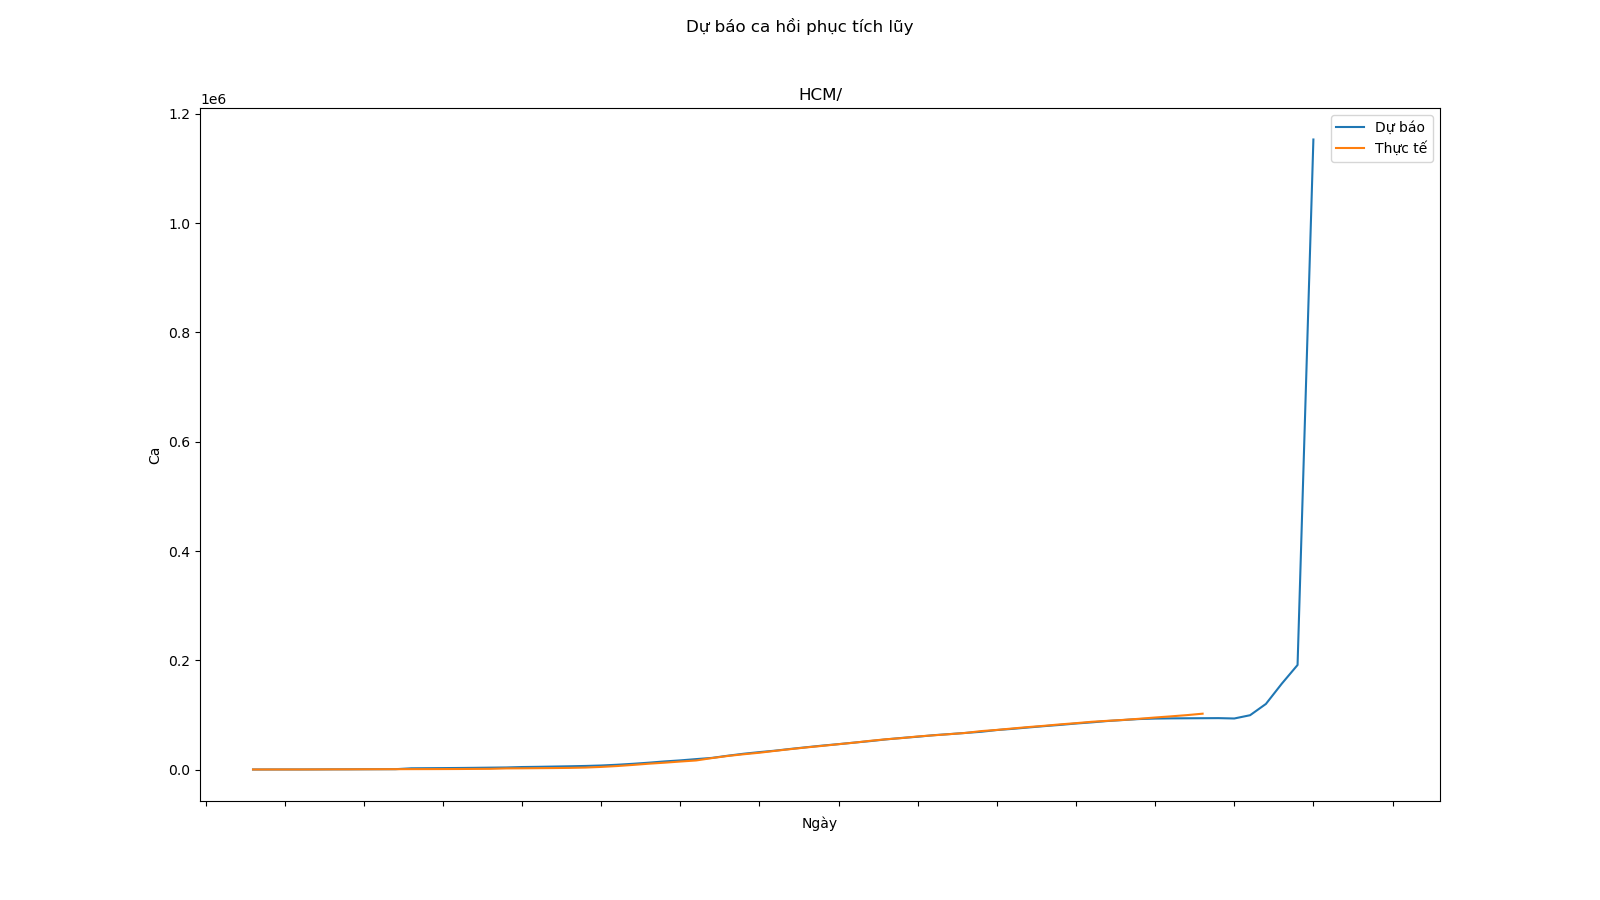 Dự báo ca hồi phục tích lũy
HCM/
1e6
1.2
1.0
0.8
0.6
0.4
0.2
0.0
Ca
Ngày
Dự báo
Thực tế